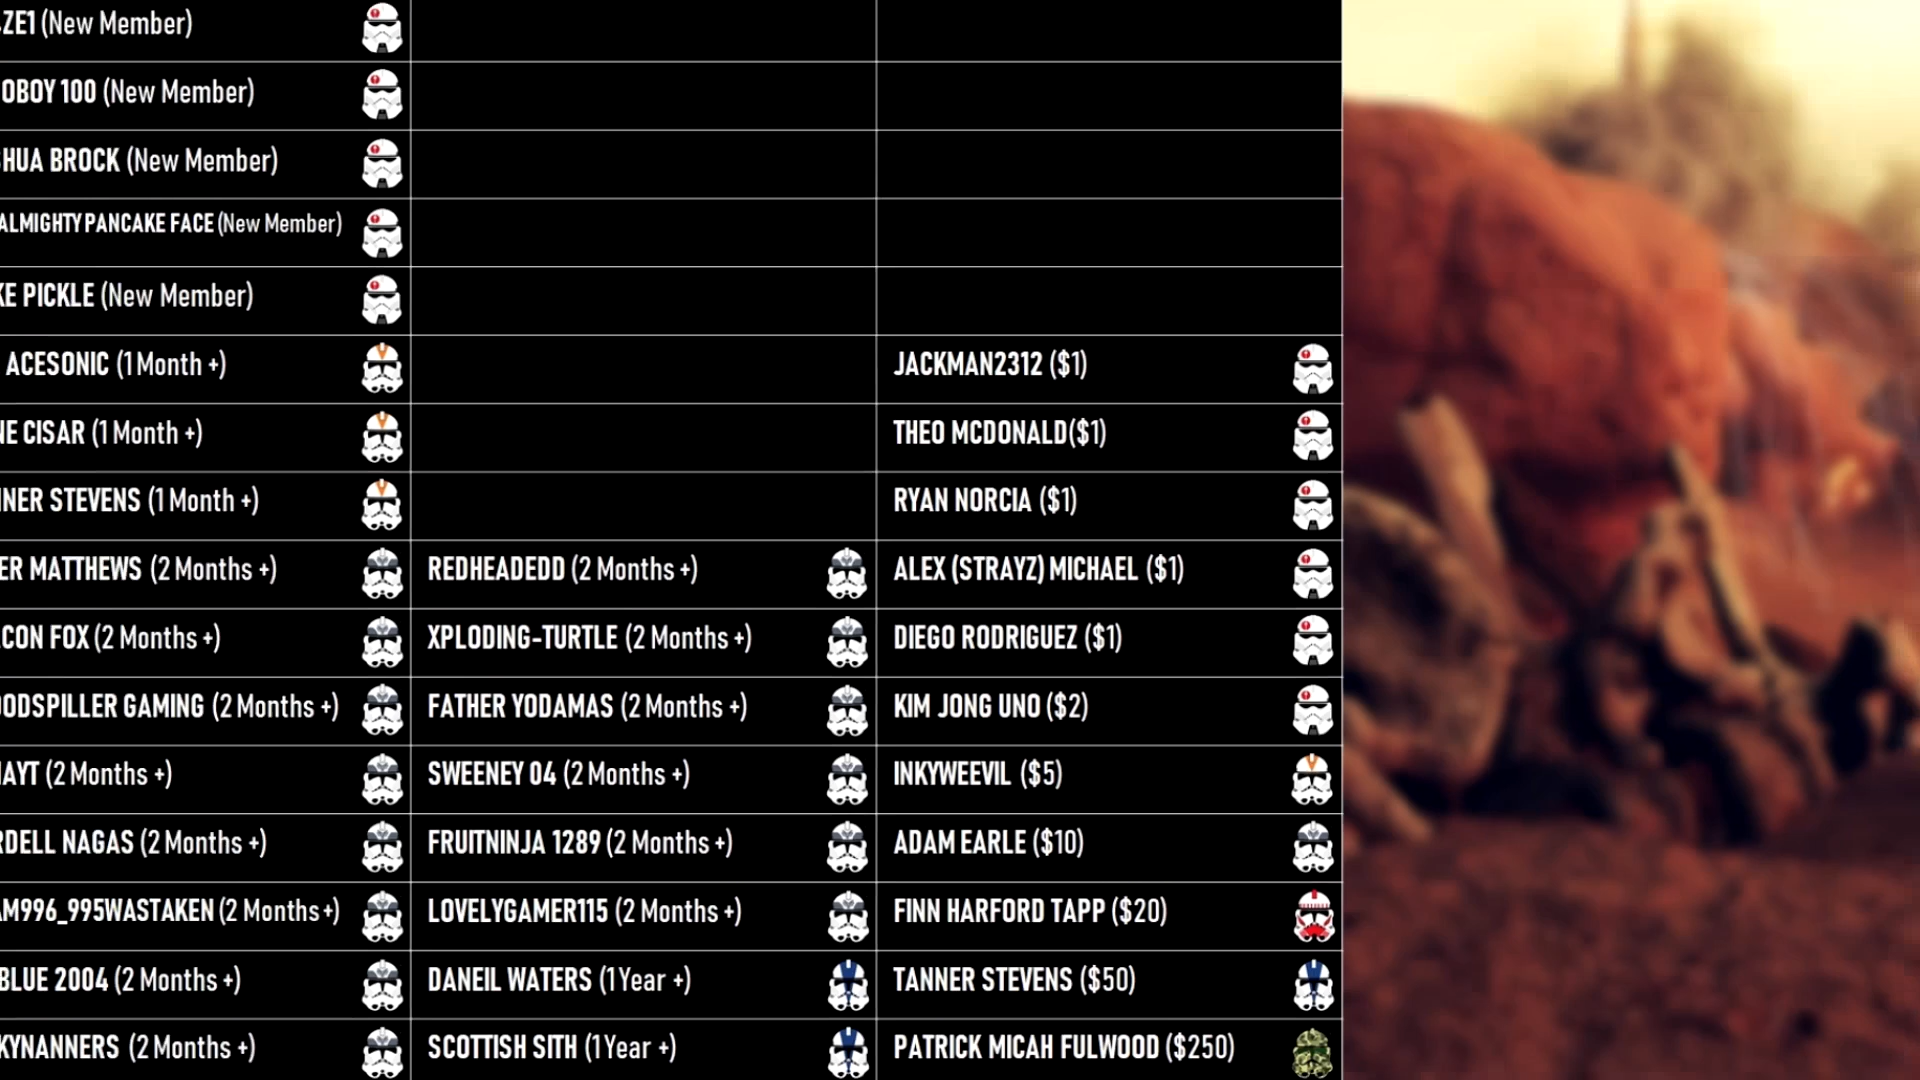 ZE1 (New Member)
OBOY 100 (New Member)
HUA BROCK (New Member)
ALMIGHTY PANCAKE FACE (New Member)
KE PICKLE (New Member)
ACESONIC (1 Month +)
JACKMAN2312 ($1)
NE CISAR (1 Month +)
THEO MCDONALD($1)
NER STEVENS (1 Month +)
RYAN NORCIA ($1)
ER MATTHEWS (2 Months +)
REDHEADEDD (2 Months +)
ALEX (STRAYZ) MICHAEL ($1)
CON FOX (2 Months +)
XPLODING-TURTLE (2 Months +)
DIEGO RODRIGUEZ ($1)
OODSPILLER GAMING (2 Months +)
FATHER YODAMAS (2 Months +)
KIM JONG UNO ($2)
AYT (2 Months +)
SWEENEY 04 (2 Months +)
INKYWEEVIL ($5)
RDELL NAGAS (2 Months +)
FRUITNINJA 1289 (2 Months +)
ADAM EARLE ($10)
AM996_995WASTAKEN (2 Months +)
LOVELYGAMER115 (2 Months +)
FINN HARFORD TAPP ($20)
BLUE 2004 (2 Months +)
DANEIL WATERS (1 Year +)
TANNER STEVENS ($50)
KYNANNERS (2 Months +)
SCOTTISH SITH (1 Year +)
PATRICK MICAH FULWOOD ($250)